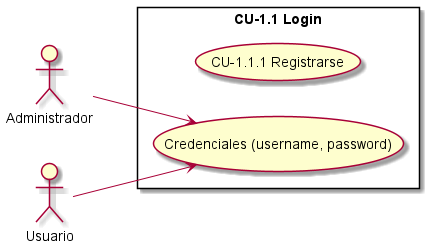 CU-1.1 Login
CU-1.1.1 Registrarse
Administrador
Credenciales (username, password)
Usuario